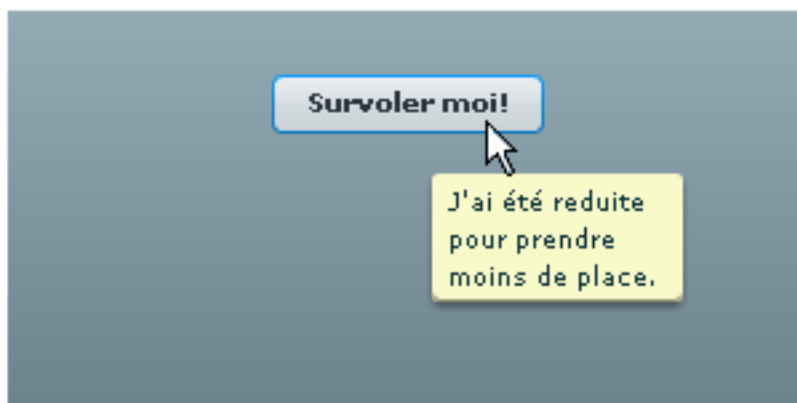 Survoler moi!
J'ai été reduite
pour prendre
moins de place.